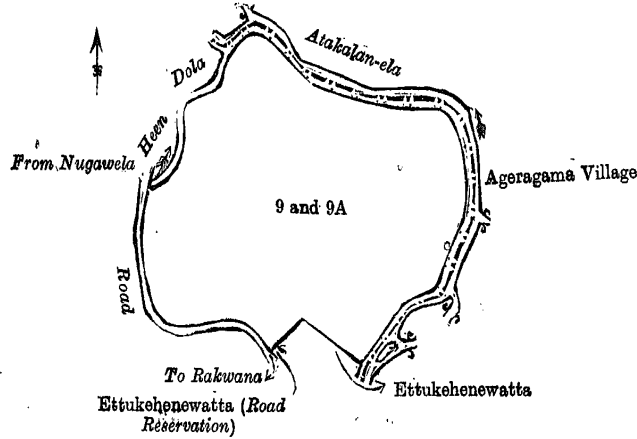 Atakalan-ela
Dola
Heen
From Nugawela
Ageragama Village
9 and 9A
Road
To Rakwana
Ettukehenewatta
Ettukehenewatta (Road
Reservation)